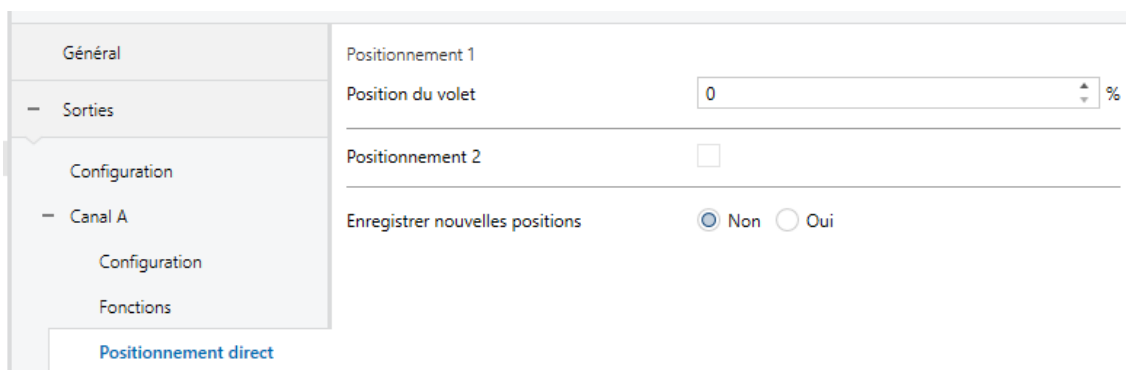 Général
Sorties
Configuration
Canal A
Configuration
Fonctions
Positionnement direct
Positionnement 1
Position du volet 0 %
Positionnement 2
Enregistrer nouvelles positions Non Oui